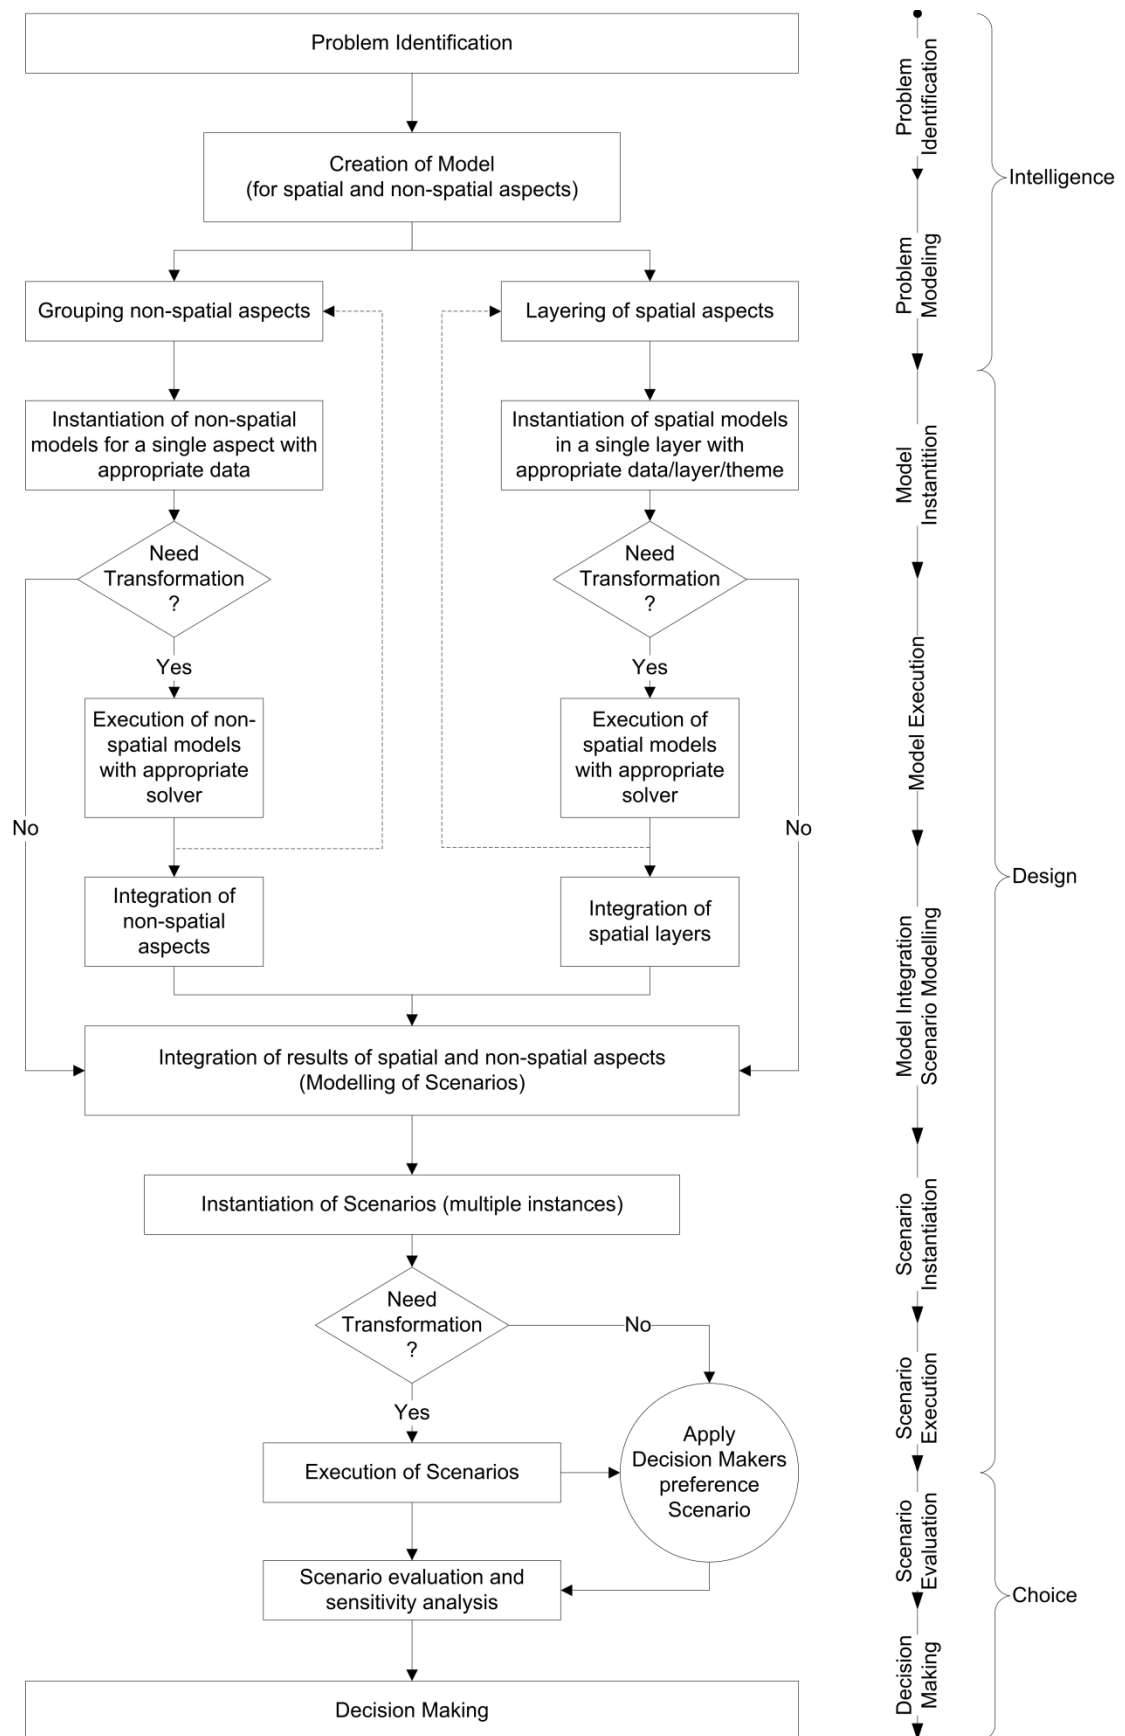 Problem Identification
Creation of Model
(for spatial and non-spatial aspects)
Grouping non-spatial aspects
Layering of spatial aspects
Instantiation of non-spatial
models for a single aspect with
appropriate data
Instantiation of spatial models
in a single layer with
appropriate data/layer/theme
Need
Transformation
?
Need
Transformation
?
Yes
Yes
Execution of non-
spatial models
with appropriate
solver
Execution of
spatial models
with appropriate
solver
No
No
Integration of
non-spatial
aspects
Integration of
spatial layers
Integration of results of spatial and non-spatial aspects
(Modelling of Scenarios)
Instantiation of Scenarios (multiple instances)
Need
Transformation
?
No
Yes
Execution of Scenarios
Apply
Decision Makers
preference
Scenario
Scenario evaluation and
sensitivity analysis
Decision Making
Problem
Identification
Problem
Modeling
Model
Instantition
Model Execution
Model Integration
Scenario Modelling
Scenario
Instantiation
Scenario
Execution
Scenario
Evaluation
Decision
Making
Intelligence
Design
Choice